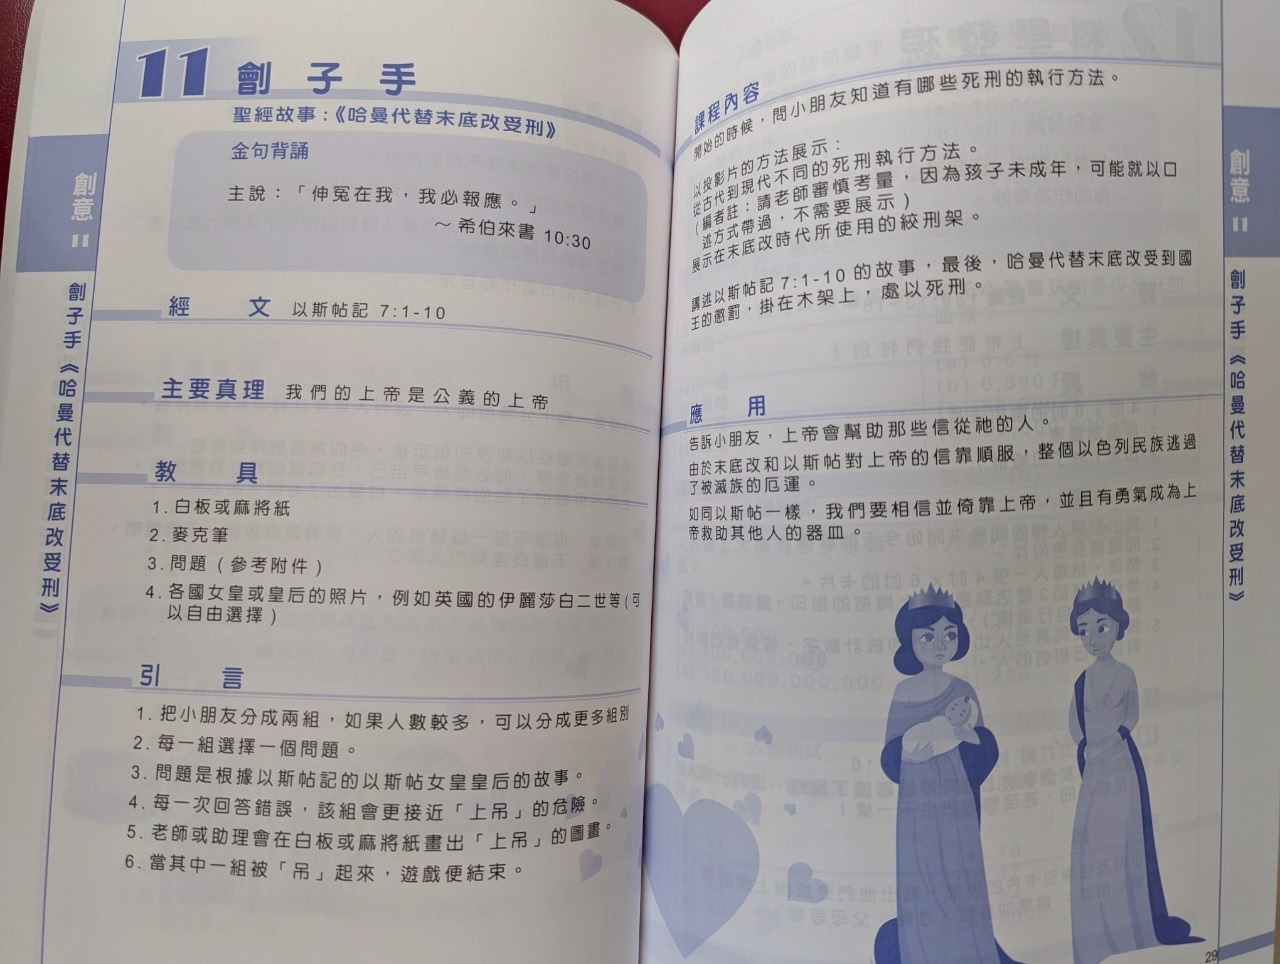 11 劊子手
聖經故事：《哈曼代替末底改受刑》
金句背誦
主說：「伸冤在我，我必報應。」
～希伯來書 10:30
經文 以斯帖記 7:1-10
主要真理 我們的上帝是公義的上帝
教具
1. 白板或麻將紙
2. 麥克筆
3. 問題（參考附件）
4. 各國女皇或皇后的照片，例如英國的伊麗莎白二世等(可
以自由選擇）
引言
1. 把小朋友分成兩組，如果人數較多，可以分成更多組別
2. 每一組選擇一個問題。
3. 問題是根據以斯帖記的以斯帖女皇皇后的故事。
4. 每一次回答錯誤，該組會更接近「上吊」的危險。
5. 老師或助理會在白板或麻將紙畫出「上吊」的圖畫。
6. 當其中一組被「吊」起來，遊戲便結束。
創意 11
劊子手《哈曼代替末底改受刑》
課程內容
開始的時候，問小朋友知道有哪些死刑的執行方法。
以投影片的方法展示：
從古代到現代不同的死刑執行方法。
（編者註：請老師審慎考量，因為孩子未成年，可能就以口
述方式帶過，不需要展示）
展示在末底改時代所使用的絞刑架。
講述以斯帖記 7:1-10 的故事，最後，哈曼代替末底改受到國
王的懲罰，掛在木架上，處以死刑。
應用
告訴小朋友，上帝會幫助那些信從祂的人。
由於末底改和以斯帖對上帝的信靠順服，整個以色列民族逃過
了被滅族的厄運。
如同以斯帖一樣，我們要相信並倚靠上帝，並且有勇氣成為上
帝救助其他人的器皿。
創意 11
劊子手《哈曼代替末底改受刑》
29